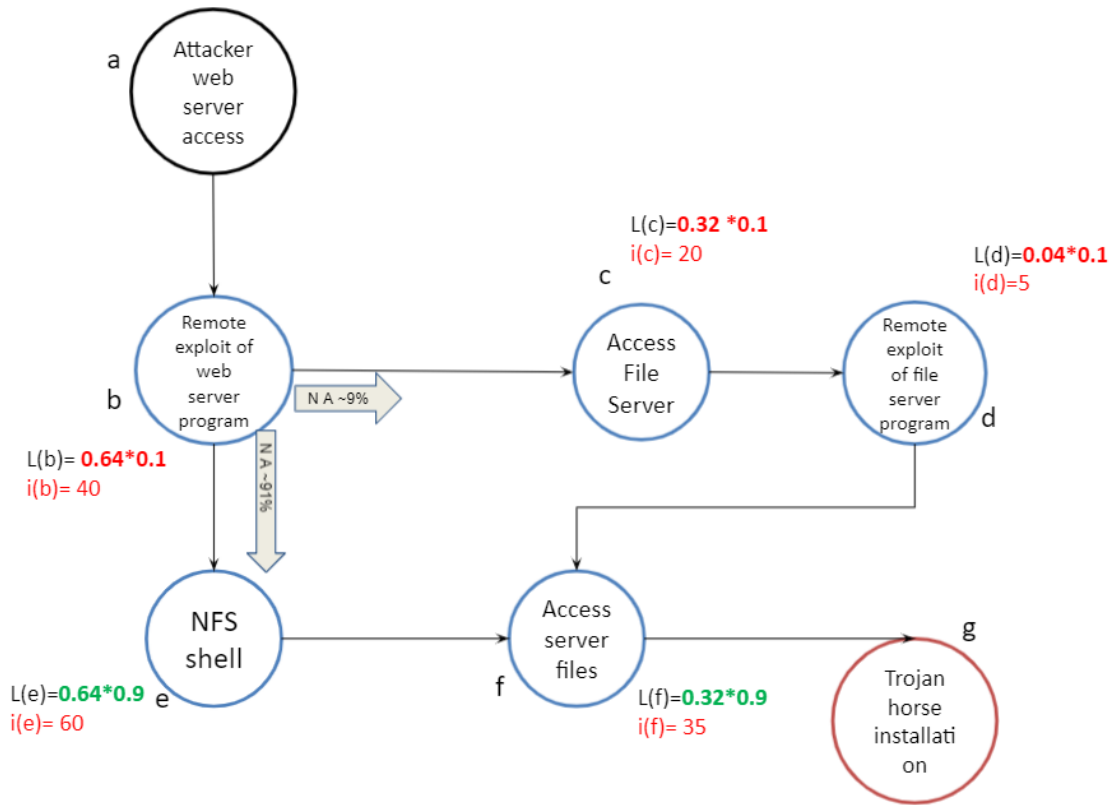 a
Attacker
web
server
access
L(c)=0.32 *0.1
i(c)= 20
c
L(d)=0.04*0.1
i(d)=5
Remote
exploit of
web
server
program
b
N A ~9%
Access
File
Server
Remote
exploit
of file
server
program
d
L(b)= 0.64*0.1
i(b)= 40
N A ~91%
NFS
shell
e
L(e)=0.64*0.9
i(e)= 60
Access
server
files
f
L(f)=0.32*0.9
i(f)= 35
g
Trojan
horse
installati
on